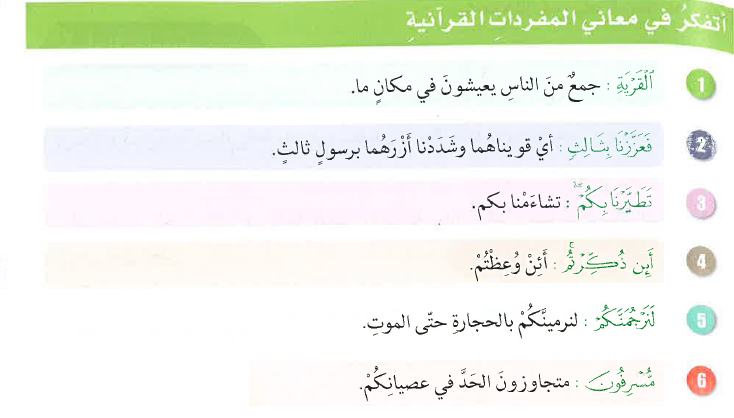 أتفكرُ في معاني المفرداتِ القرآنيةِ
1 ٱلۡقَرۡيَةِ : جمعٌ منَ الناسِ يعيشونَ في مكانٍ ما.
2 فَعَزَّزۡنَا بِثَالِثٖ : أيْ قويناهُما وشَدَدْنا أَزْرَهُما برسولٍ ثالثٍ.
3 تَطَيَّرۡنَا بِكُمۡۖ : تشاءَمْنا بكم.
4 أَئِن ذُكِّرۡتُمۚ : أَئِنْ وُعِظْتُمْ.
5 لَنَرۡجُمَنَّكُمۡ : لنرمينَّكُمْ بالحجارةِ حتّى الموتِ.
6 مُّسۡرِفُونَ : متجاوزونَ الحَدَّ في عصيانِكُمْ.